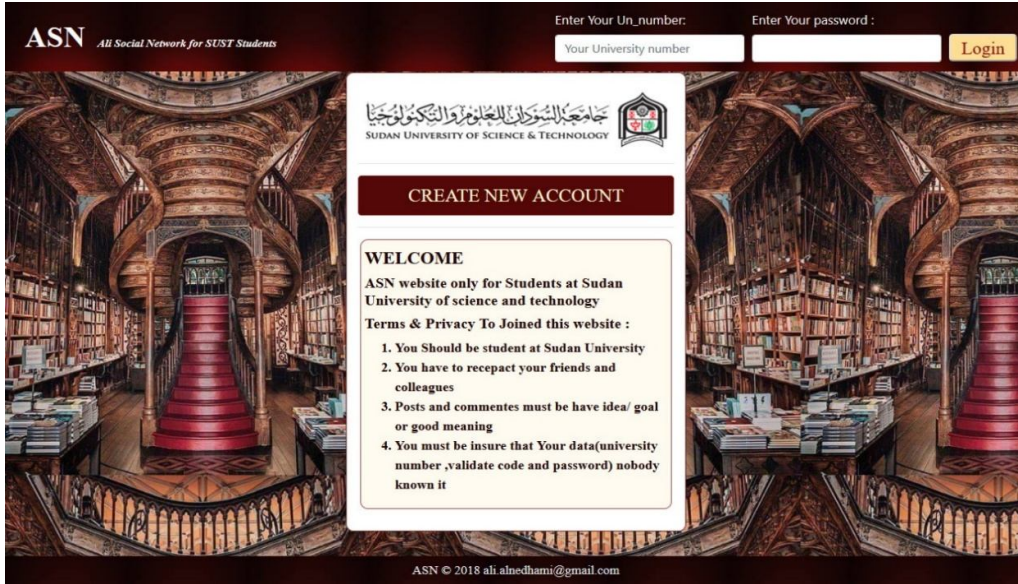 Enter Your Un_number:
Enter Your password :
ASN Ali Social Network for SUST Students
Your University number
Login
جامعة السودان للعلوم والتكنولوجيا
SUDAN UNIVERSITY OF SCIENCE & TECHNOLOGY
CREATE NEW ACCOUNT
WELCOME
ASN website only for Students at Sudan
University of science and technology
Terms & Privacy To Joined this website :
1. You Should be student at Sudan University
2. You have to recepact your friends and
colleagues
3. Posts and commentes must be have idea/ goal
or good meaning
4. You must be insure that Your data(university
number ,validate code and password) nobody
known it
ASN © 2018 ali.alnedhami@gmail.com